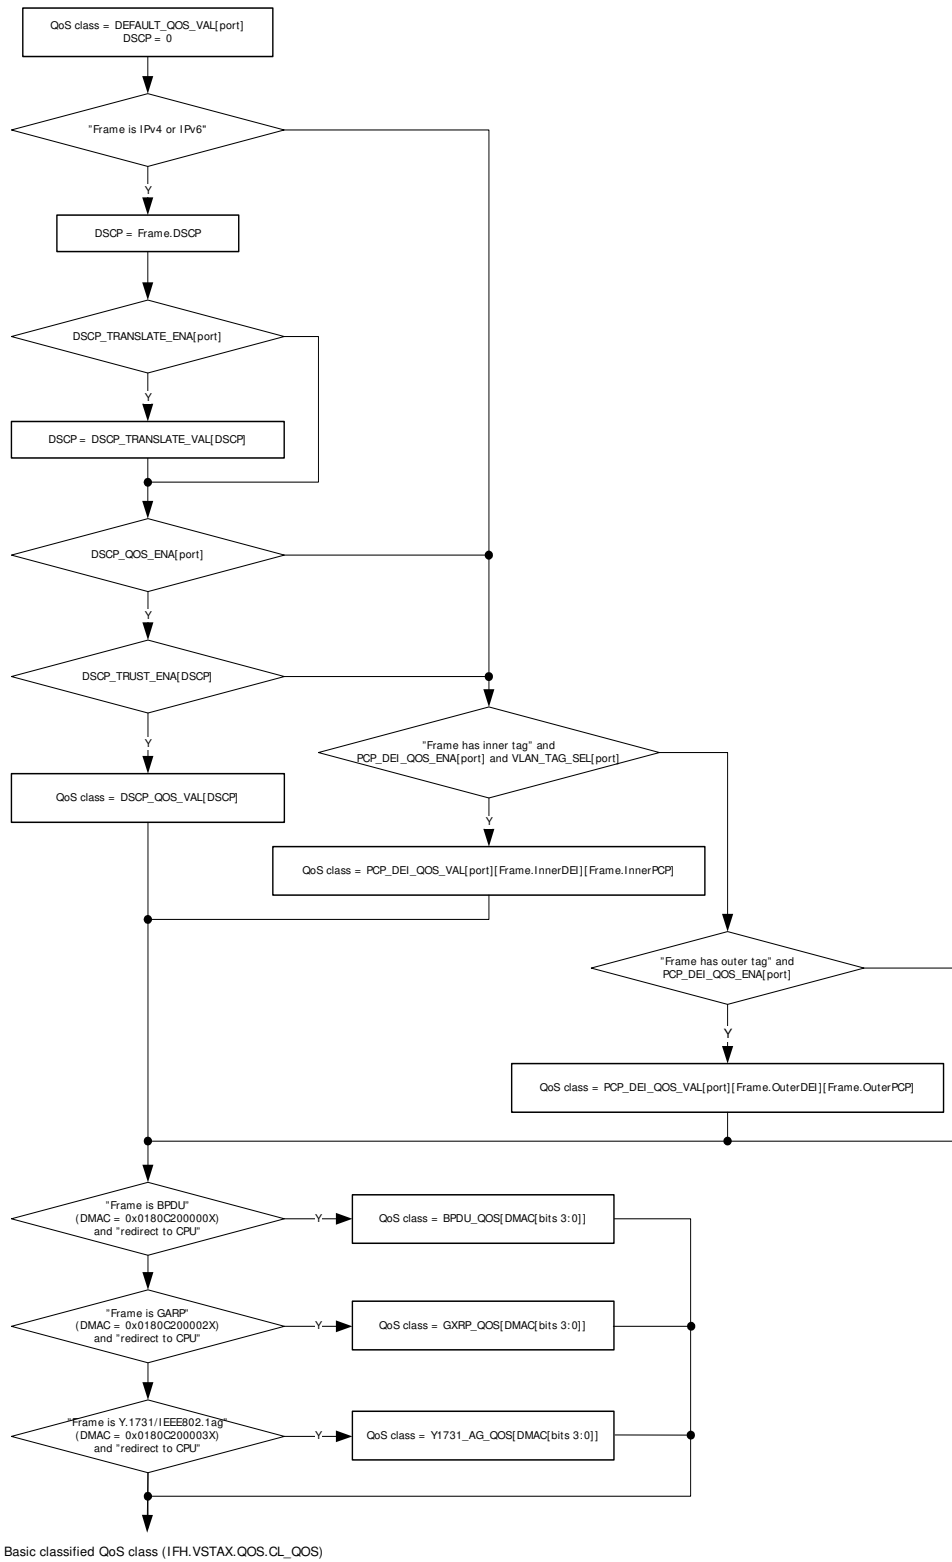 QoS class = DEFAULT_QOS_VAL[port]
DSCP = 0
"Frame is IPv4 or IPv6"
Y
DSCP = Frame.DSCP
DSCP_TRANSLATE_ENA[port]
Y
DSCP = DSCP_TRANSLATE_VAL[DSCP]
DSCP_QOS_ENA[port]
Y
DSCP_TRUST_ENA[DSCP]
Y
"Frame has inner tag" and
PCP_DEI_QOS_ENA[port] and VLAN_TAG_SEL[port]
QoS class = DSCP_QOS_VAL[DSCP]
Y
QoS class = PCP_DEI_QOS_VAL[port][Frame.InnerDEI][Frame.InnerPCP]
"Frame has outer tag" and
PCP_DEI_QOS_ENA[port]
Y
QoS class = PCP_DEI_QOS_VAL[port][Frame.OuterDEI][Frame.OuterPCP]
"Frame is BPDU"
(DMAC = 0x0180C200000X)
and "redirect to CPU"
Y
QoS class = BPDU_QOS[DMAC[bits 3:0]]
"Frame is GARP"
(DMAC = 0x0180C200002X)
and "redirect to CPU"
Y
QoS class = GXRP_QOS[DMAC[bits 3:0]]
"Frame is Y.1731/IEEE802.1ag"
(DMAC = 0x0180C200003X)
and "redirect to CPU"
Y
QoS class = Y1731_AG_QOS[DMAC[bits 3:0]]
Basic classified QoS class (IFH.VSTAX.QOS.CL_QOS)